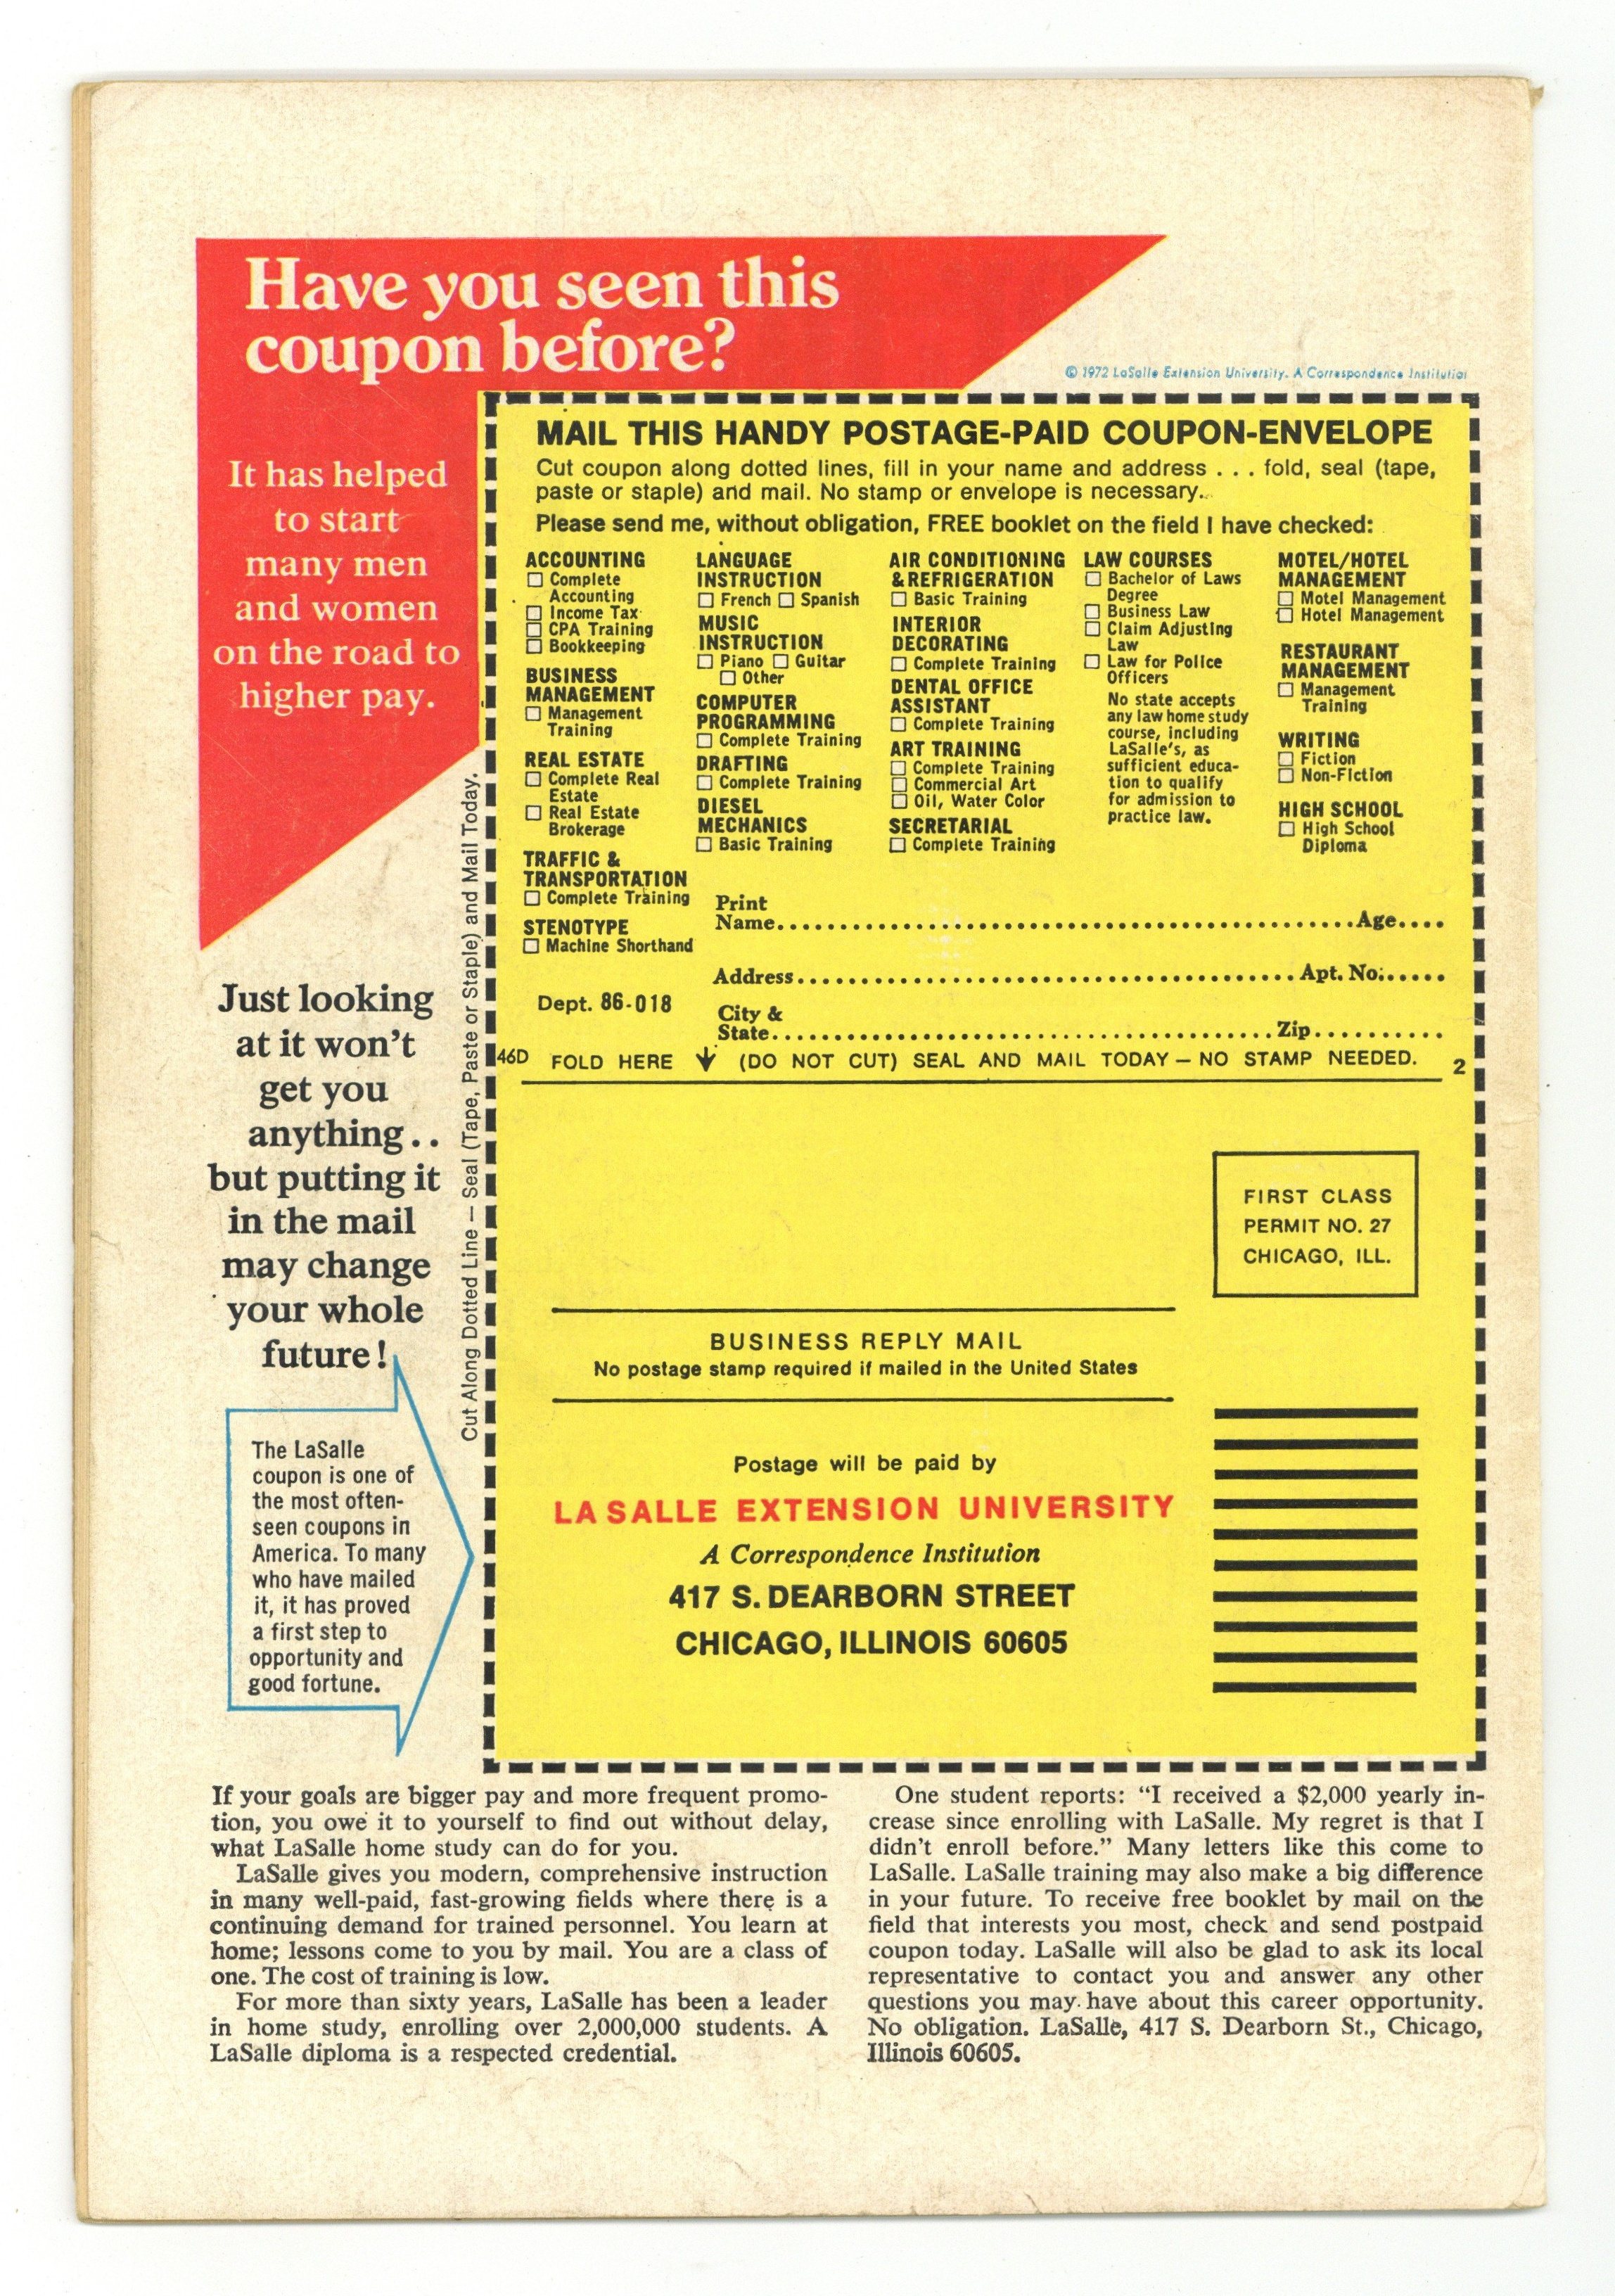 Have you seen this
coupon before?
It has helped
to start
many men
and women
on the road to
higher pay.
© 1972 LaSalle Extension University. A Correspondence Institution
MAIL THIS HANDY POSTAGE-PAID COUPON-ENVELOPE
Cut coupon along dotted lines, fill in your name and address . . . fold, seal (tape,
paste or staple) and mail. No stamp or envelope is necessary.
Please send me, without obligation, FREE booklet on the field I have checked:
ACCOUNTING
Complete
Accounting
Income Tax
CPA Training
Bookkeeping
BUSINESS
MANAGEMENT
Management
Training
REAL ESTATE
Complete Real
Estate
Real Estate
Brokerage
TRAFFIC &
TRANSPORTATION
Complete Training
STENOTYPE
Machine Shorthand
LANGUAGE
INSTRUCTION
French Spanish
MUSIC
INSTRUCTION
Piano Guitar
Other
COMPUTER
PROGRAMMING
Complete Training
DRAFTING
Complete Training
DIESEL
MECHANICS
Basic Training
AIR CONDITIONING
& REFRIGERATION
Basic Training
INTERIOR
DECORATING
Complete Training
DENTAL OFFICE
ASSISTANT
Complete Training
ART TRAINING
Complete Training
Commercial Art
Oil, Water Color
SECRETARIAL
Complete Training
LAW COURSES
Bachelor of Laws
Degree
Business Law
Claim Adjusting
Law
Law for Police
Officers
No state accepts
any law home study
course, including
LaSalle's, as
sufficient educa-
tion to qualify
for admission to
practice law.
MOTEL/HOTEL
MANAGEMENT
Motel Management
Hotel Management
RESTAURANT
MANAGEMENT
Management
Training
WRITING
Fiction
Non-Fiction
HIGH SCHOOL
High School
Diploma
Print
Name Age
Address Apt. No.
Dept. 86-018
City &
State Zip
46D FOLD HERE ↓ (DO NOT CUT) SEAL AND MAIL TODAY — NO STAMP NEEDED. 2
Cut Along Dotted Line — Seal (Tape, Paste or Staple) and Mail Today.
Just looking
at it won't
get you
anything..
but putting it
in the mail
may change
your whole
future!
FIRST CLASS
PERMIT NO. 27
CHICAGO, ILL.
BUSINESS REPLY MAIL
No postage stamp required if mailed in the United States
Postage will be paid by
LA SALLE EXTENSION UNIVERSITY
A Correspondence Institution
417 S. DEARBORN STREET
CHICAGO, ILLINOIS 60605
The LaSalle
coupon is one of
the most often-
seen coupons in
America. To many
who have mailed
it, it has proved
a first step to
opportunity and
good fortune.
If your goals are bigger pay and more frequent promo-
tion, you owe it to yourself to find out without delay,
what LaSalle home study can do for you.
LaSalle gives you modern, comprehensive instruction
in many well-paid, fast-growing fields where there is a
continuing demand for trained personnel. You learn at
home; lessons come to you by mail. You are a class of
one. The cost of training is low.
For more than sixty years, LaSalle has been a leader
in home study, enrolling over 2,000,000 students. A
LaSalle diploma is a respected credential.
One student reports: "I received a $2,000 yearly in-
crease since enrolling with LaSalle. My regret is that I
didn't enroll before." Many letters like this come to
LaSalle. LaSalle training may also make a big difference
in your future. To receive free booklet by mail on the
field that interests you most, check and send postpaid
coupon today. LaSalle will also be glad to ask its local
representative to contact you and answer any other
questions you may have about this career opportunity.
No obligation. LaSalle, 417 S. Dearborn St., Chicago,
Illinois 60605.